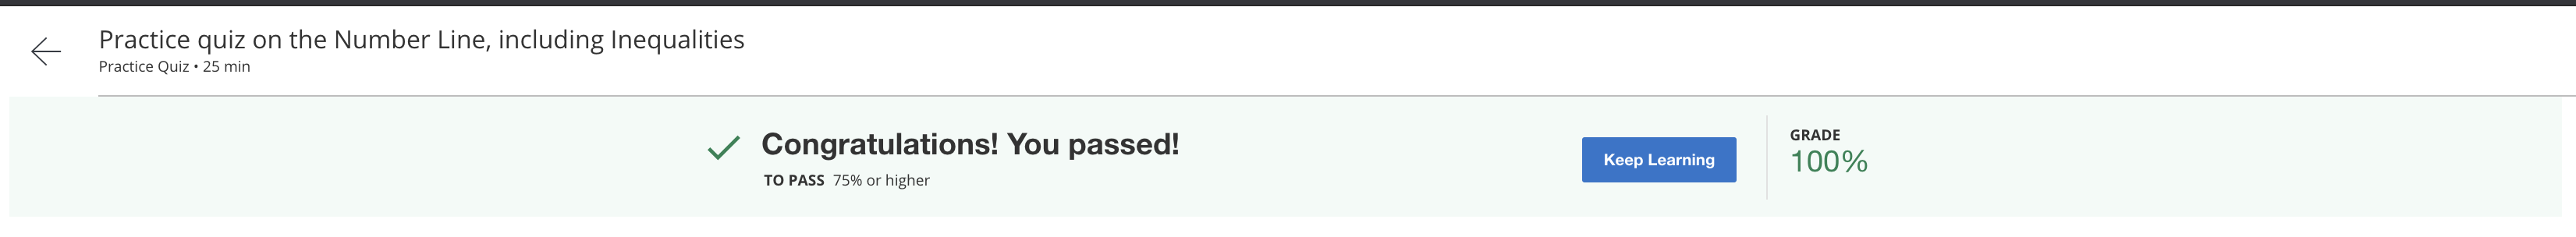 Practice quiz on the Number Line, including Inequalities
Practice Quiz • 25 min
Congratulations! You passed!
TO PASS 75% or higher
Keep Learning
GRADE
100%